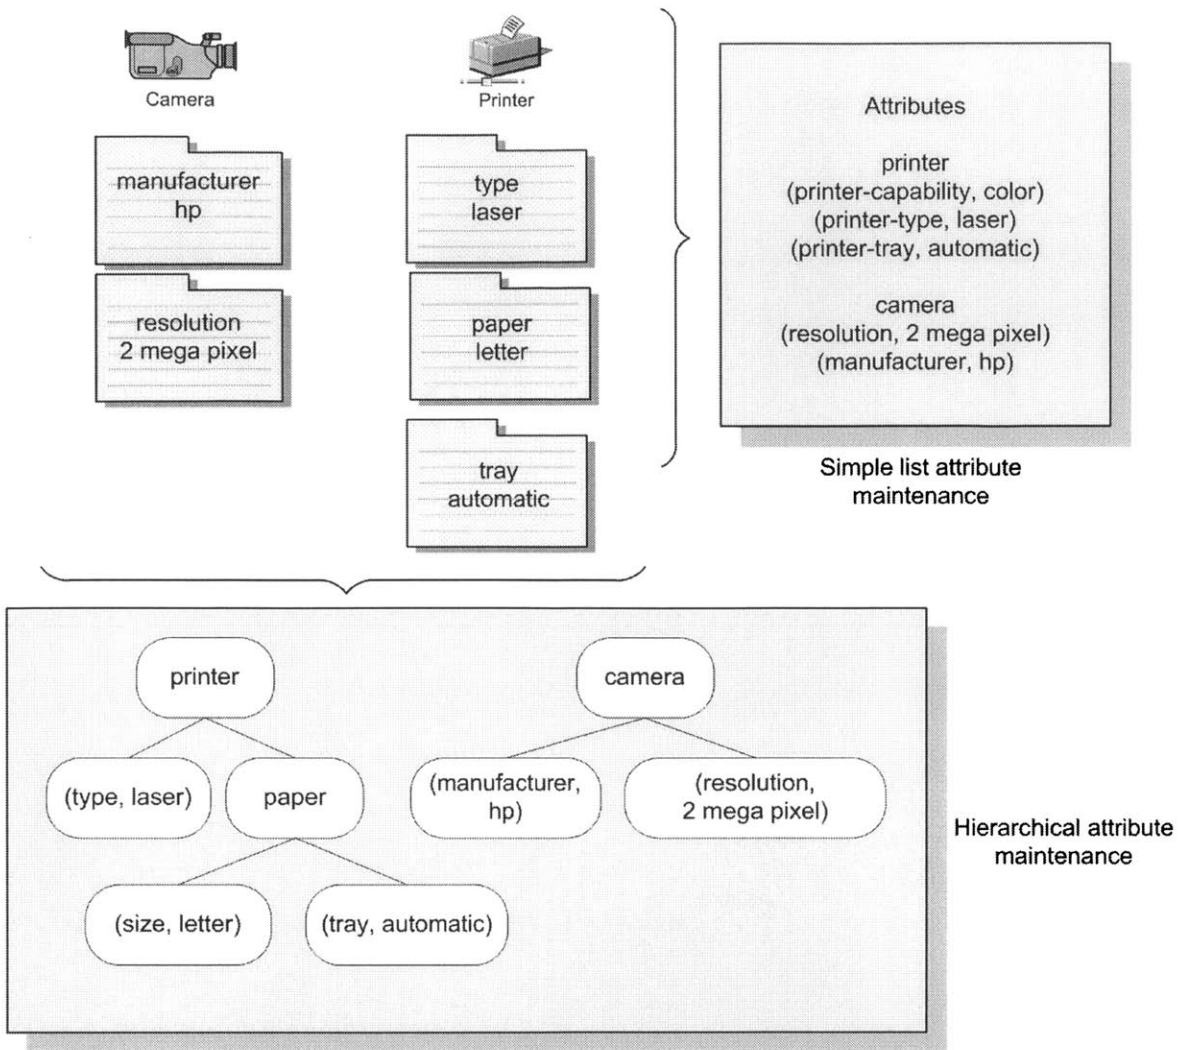 Camera
Printer
manufacturer
hp
resolution
2 mega pixel
type
laser
paper
letter
tray
automatic
Attributes
printer
(printer-capability, color)
(printer-type, laser)
(printer-tray, automatic)
camera
(resolution, 2 mega pixel)
(manufacturer, hp)
Simple list attribute
maintenance
printer
(type, laser)
paper
(size, letter)
(tray, automatic)
camera
(manufacturer,
hp)
(resolution,
2 mega pixel)
Hierarchical attribute
maintenance